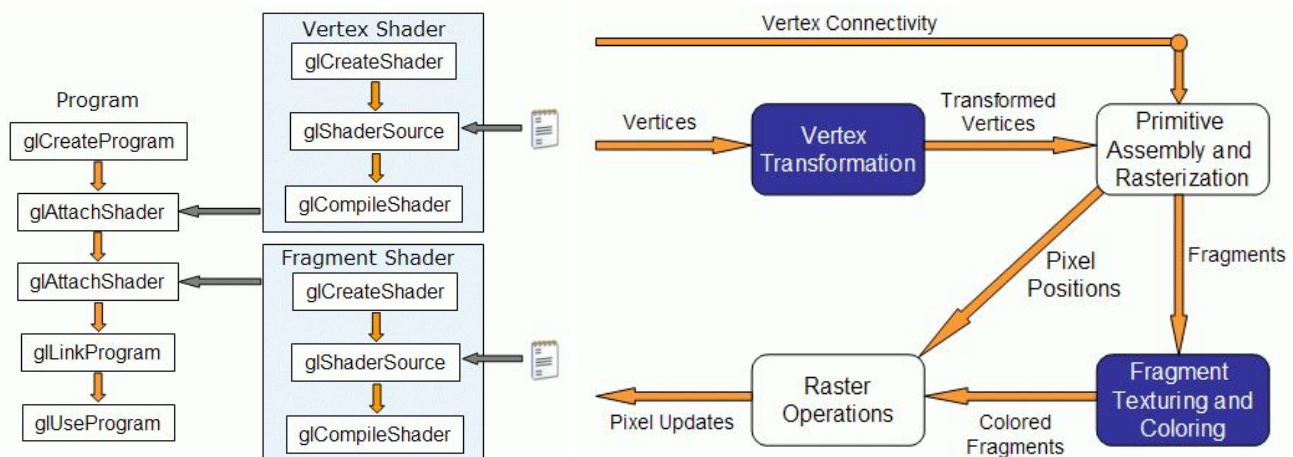 Program
glCreateProgram
glAttachShader
glAttachShader
glLinkProgram
glUseProgram
Vertex Shader
glCreateShader
glShaderSource
glCompileShader
Fragment Shader
glCreateShader
glShaderSource
glCompileShader
Vertex Connectivity
Vertices
Vertex
Transformation
Transformed
Vertices
Primitive
Assembly and
Rasterization
Pixel
Positions
Fragments
Fragment
Texturing and
Coloring
Colored
Fragments
Raster
Operations
Pixel Updates